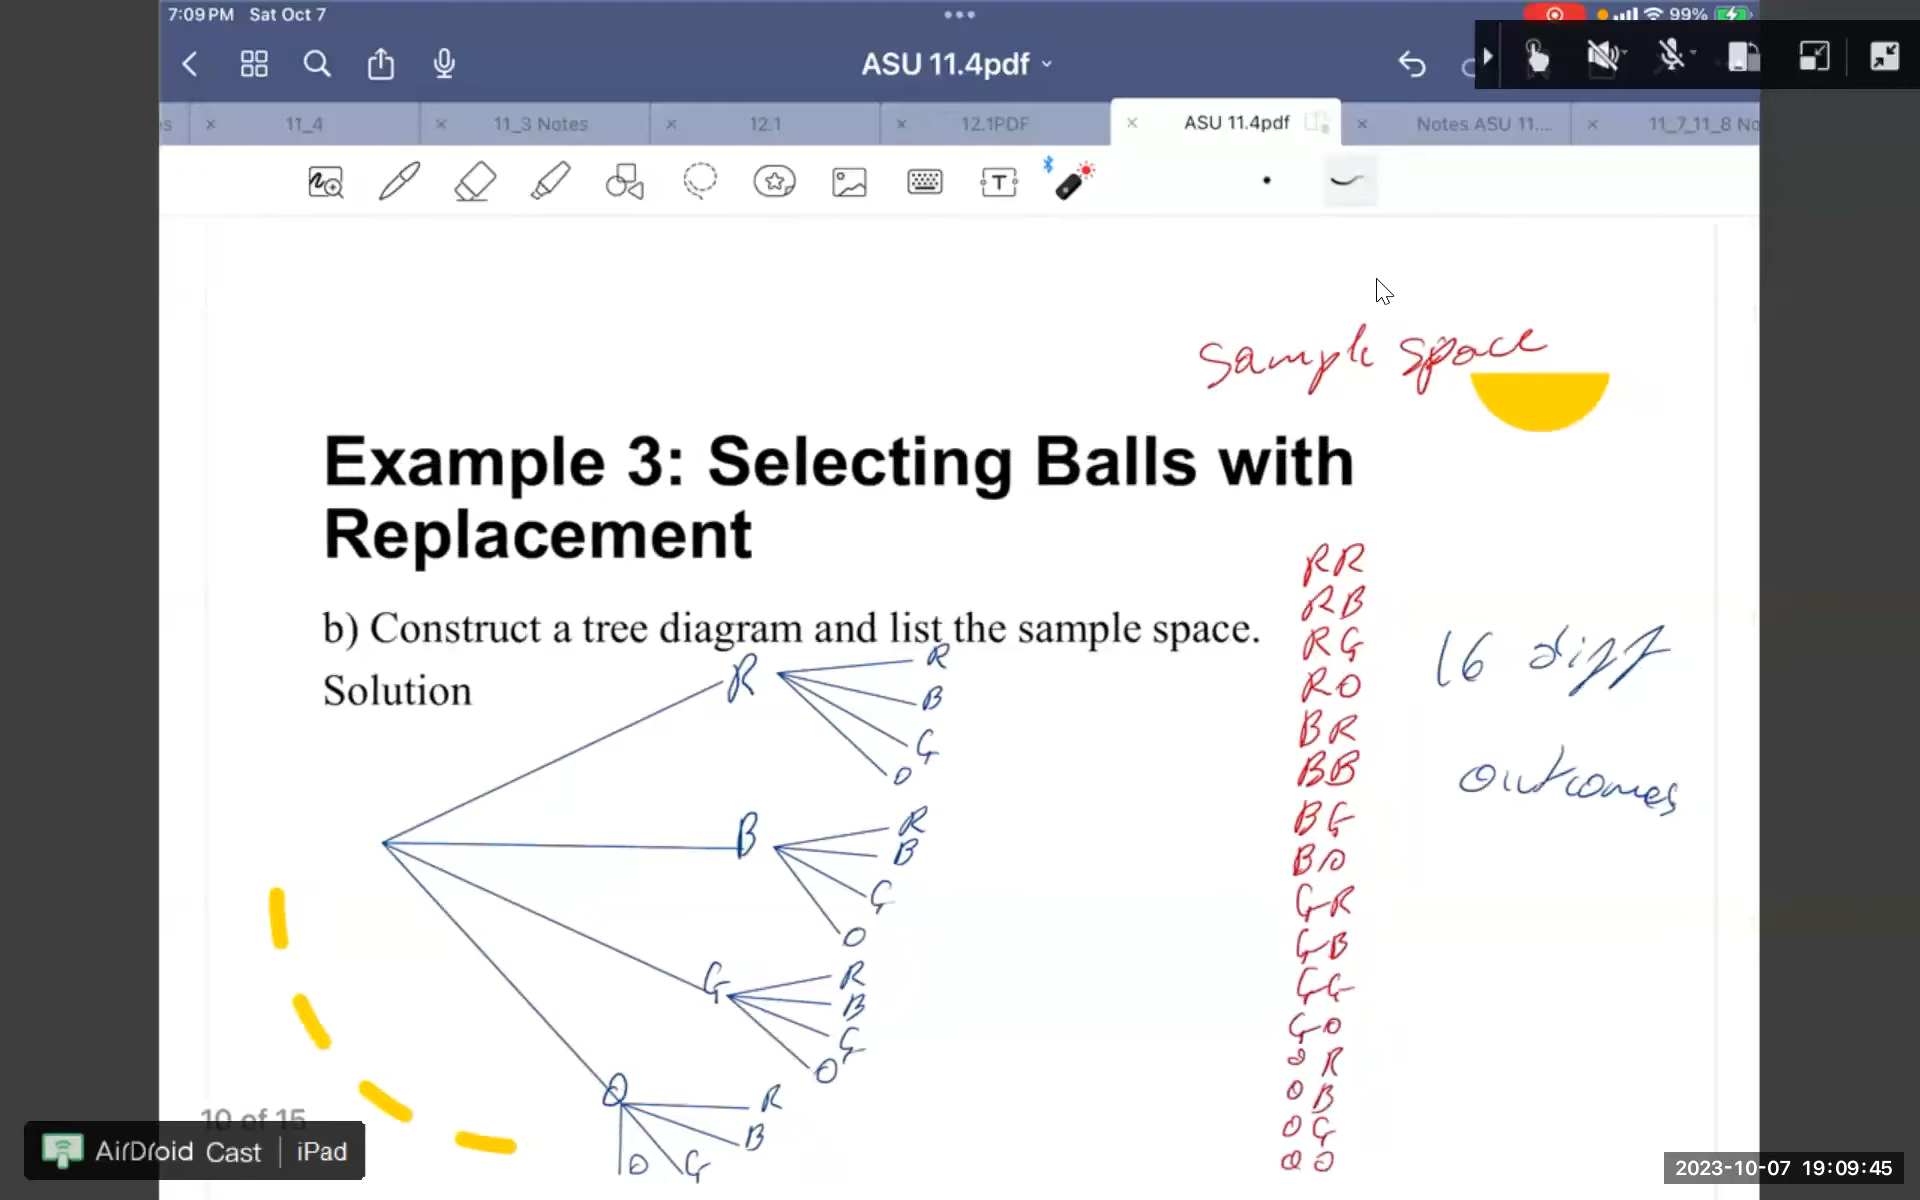 7:09 PM Sat Oct 7
99%
ASU 11.4pdf
11_4
11_3 Notes
12.1
12.1PDF
ASU 11.4pdf
Notes ASU 11....
11_7_11_8 No
T
Sample space
Example 3: Selecting Balls with
Replacement
b) Construct a tree diagram and list the sample space.
Solution
R
R
B
G
O
B
R
B
G
O
G
R
B
G
O
O
R
B
G
O
RR
RB
RG
RO
BR
BB
BG
BO
GR
GB
GG
GO
OR
OB
OG
OO
16 diff
outcomes
10 of 15
AirDroid Cast | iPad
2023-10-07 19:09:45